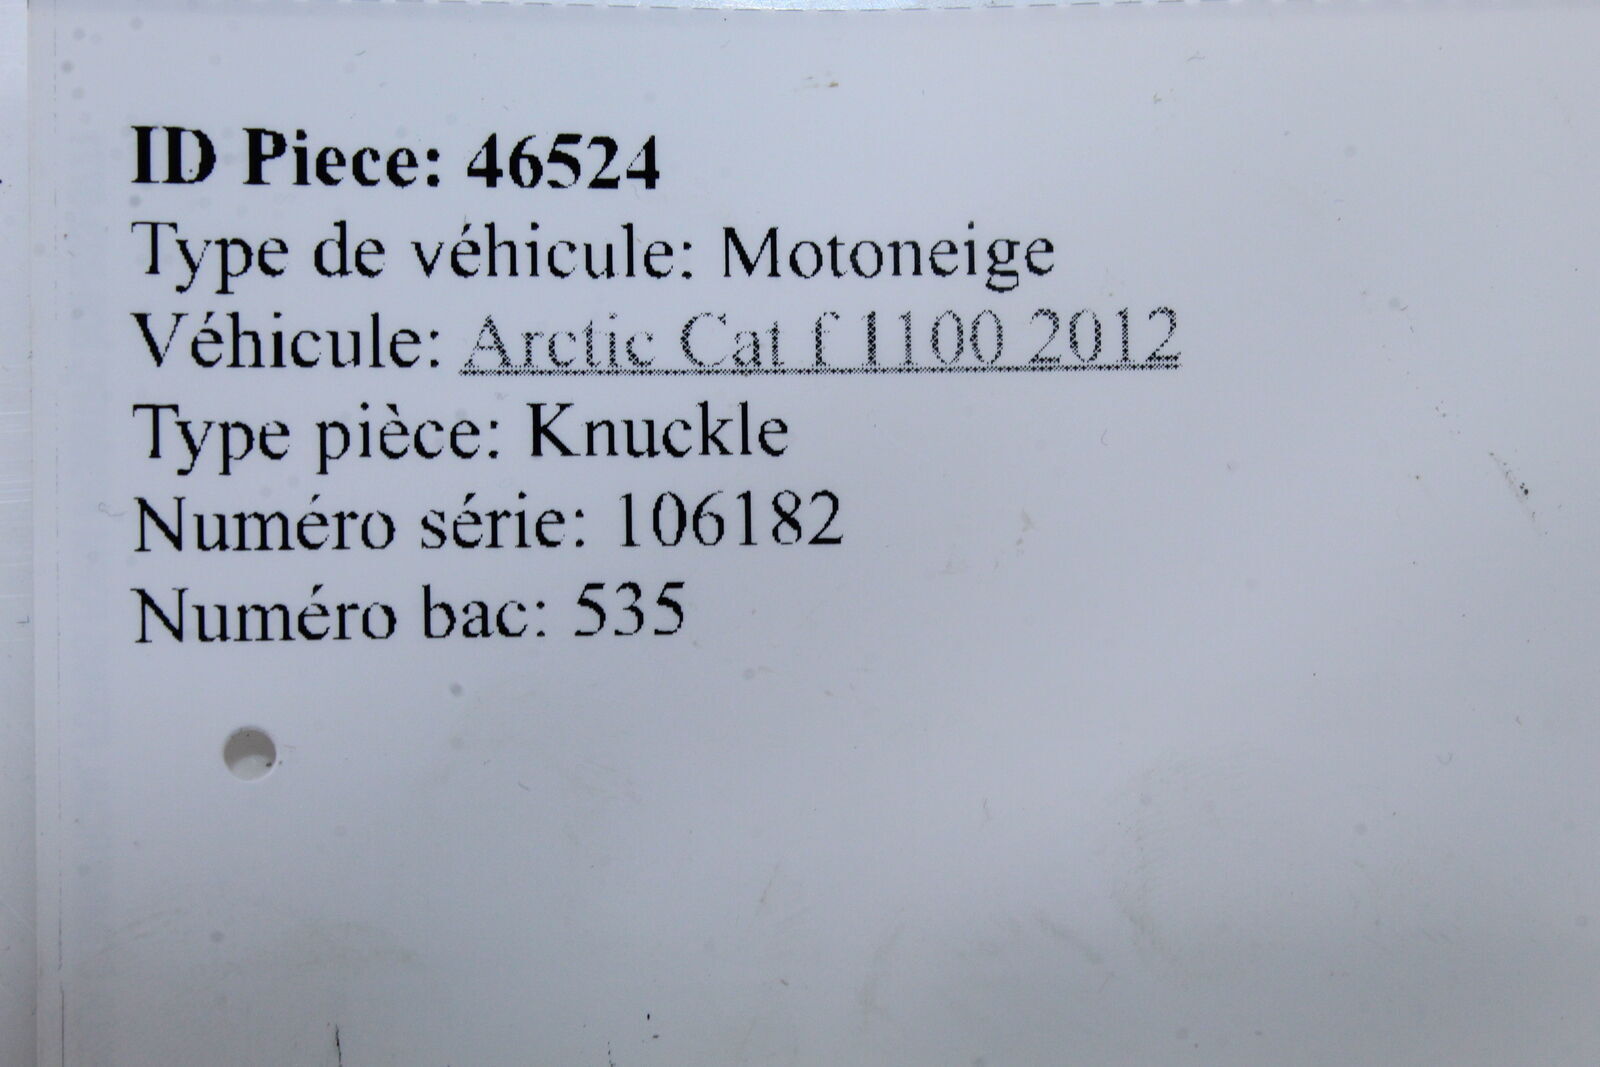 ID Piece: 46524
Type de véhicule: Motoneige
Véhicule: Arctic Cat f 1100 2012
Type pièce: Knuckle
Numéro série: 106182
Numéro bac: 535